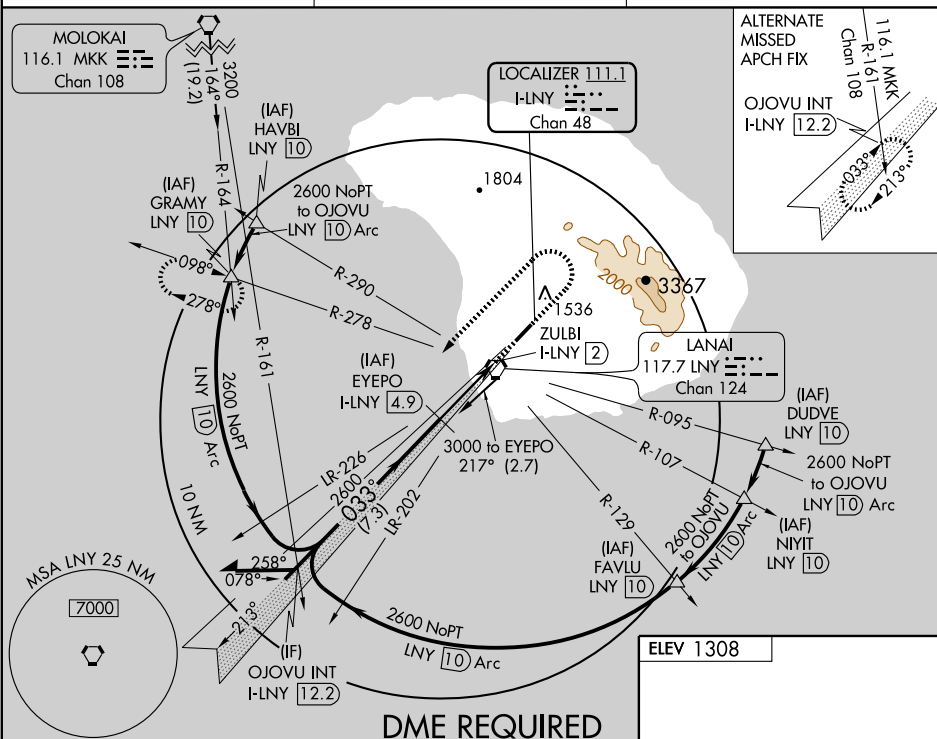 MOLOKAI
116.1 MKK
Chan 108
3200
164°
(19.2)
R-164
(IAF)
HAVBI
LNY 10
(IAF)
GRAMY
LNY 10
2600 NoPT
to OJOVU
LNY 10 Arc
098°
278°
R-290
R-278
R-161
LOCALIZER 111.1
I-LNY
Chan 48
1804
2000
3367
1536
ZULBI
I-LNY 2
ALTERNATE
MISSED
APCH FIX
116.1 MKK
Chan 108
R-161
OJOVU INT
I-LNY 12.2
033°
213°
LANAI
117.7 LNY
Chan 124
(IAF)
EYEPO
I-LNY 4.9
3000 to EYEPO
217° (2.7)
R-095
R-107
R-129
(IAF)
DUDVE
LNY 10
2600 NoPT
to OJOVU
LNY 10 Arc
(IAF)
NIYIT
LNY 10
2600 NoPT
to OJOVU
LNY 10 Arc
(IAF)
FAVLU
LNY 10
2600 NoPT
LNY 10 Arc
10 NM
LR-226
2600
033°
(7.3)
LR-202
258°
078°
213°
(IF)
OJOVU INT
I-LNY 12.2
2600 NoPT
LNY 10 Arc
MSA LNY 25 NM
7000
ELEV 1308
DME REQUIRED